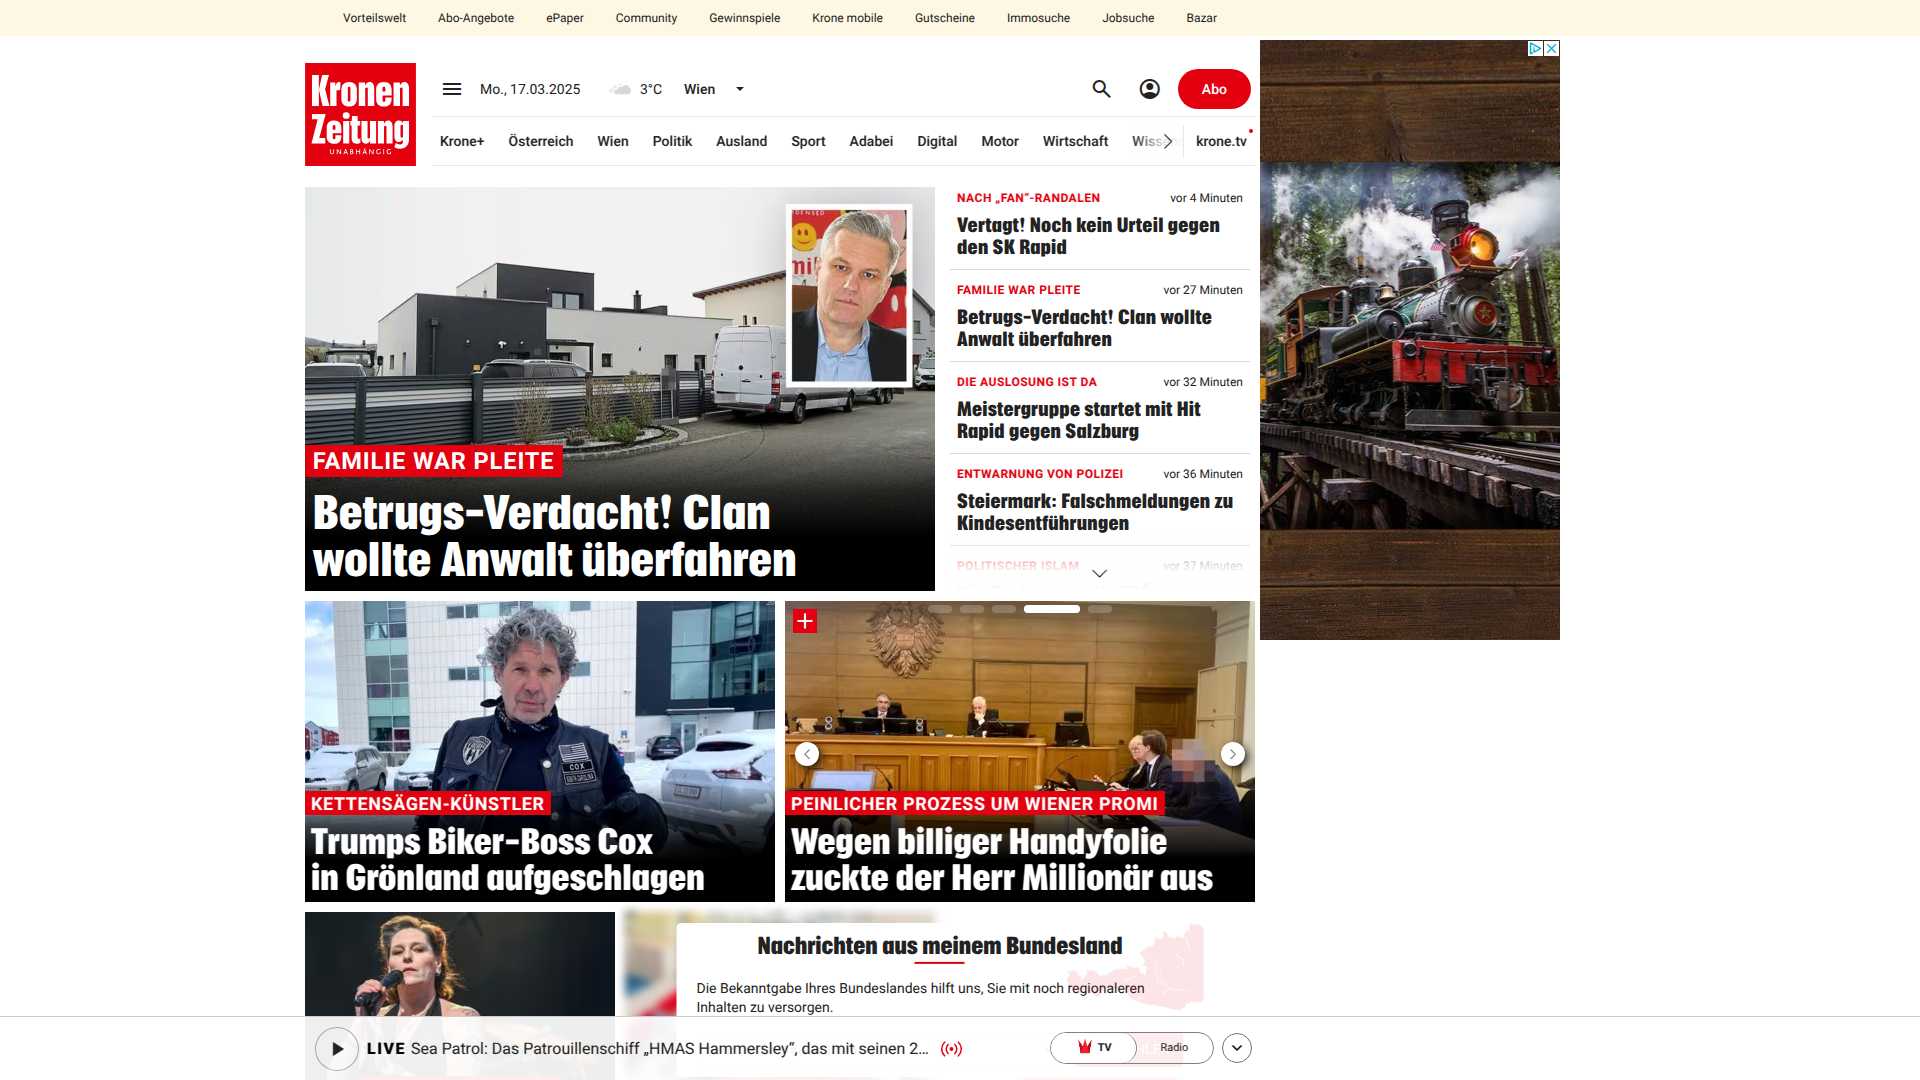 Vorteilswelt Abo-Angebote ePaper Community Gewinnspiele Krone mobile Gutscheine Immosuche Jobsuche Bazar
Kronen
Zeitung
UNABHÄNGIG
Mo., 17.03.2025 3°C Wien
Abo
Krone+ Österreich Wien Politik Ausland Sport Adabei Digital Motor Wirtschaft krone.tv
FAMILIE WAR PLEITE
Betrugs-Verdacht! Clan
wollte Anwalt überfahren
NACH „FAN“-RANDALEN vor 4 Minuten
Vertagt! Noch kein Urteil gegen
den SK Rapid
FAMILIE WAR PLEITE vor 27 Minuten
Betrugs-Verdacht! Clan wollte
Anwalt überfahren
DIE AUSLOSUNG IST DA vor 32 Minuten
Meistergruppe startet mit Hit
Rapid gegen Salzburg
ENTWARNUNG VON POLIZEI vor 36 Minuten
Steiermark: Falschmeldungen zu
Kindesentführungen
POLITISCHER ISLAM vor 37 Minuten
COX
KETTENSÄGEN-KÜNSTLER
Trumps Biker-Boss Cox
in Grönland aufgeschlagen
PEINLICHER PROZESS UM WIENER PROMI
Wegen billiger Handyfolie
zuckte der Herr Millionär aus
Nachrichten aus meinem Bundesland
Die Bekanntgabe Ihres Bundeslandes hilft uns, Sie mit noch regionaleren
Inhalten zu versorgen.
LIVE Sea Patrol: Das Patrouillenschiff „HMAS Hammersley“, das mit seinen 2...
TV Radio